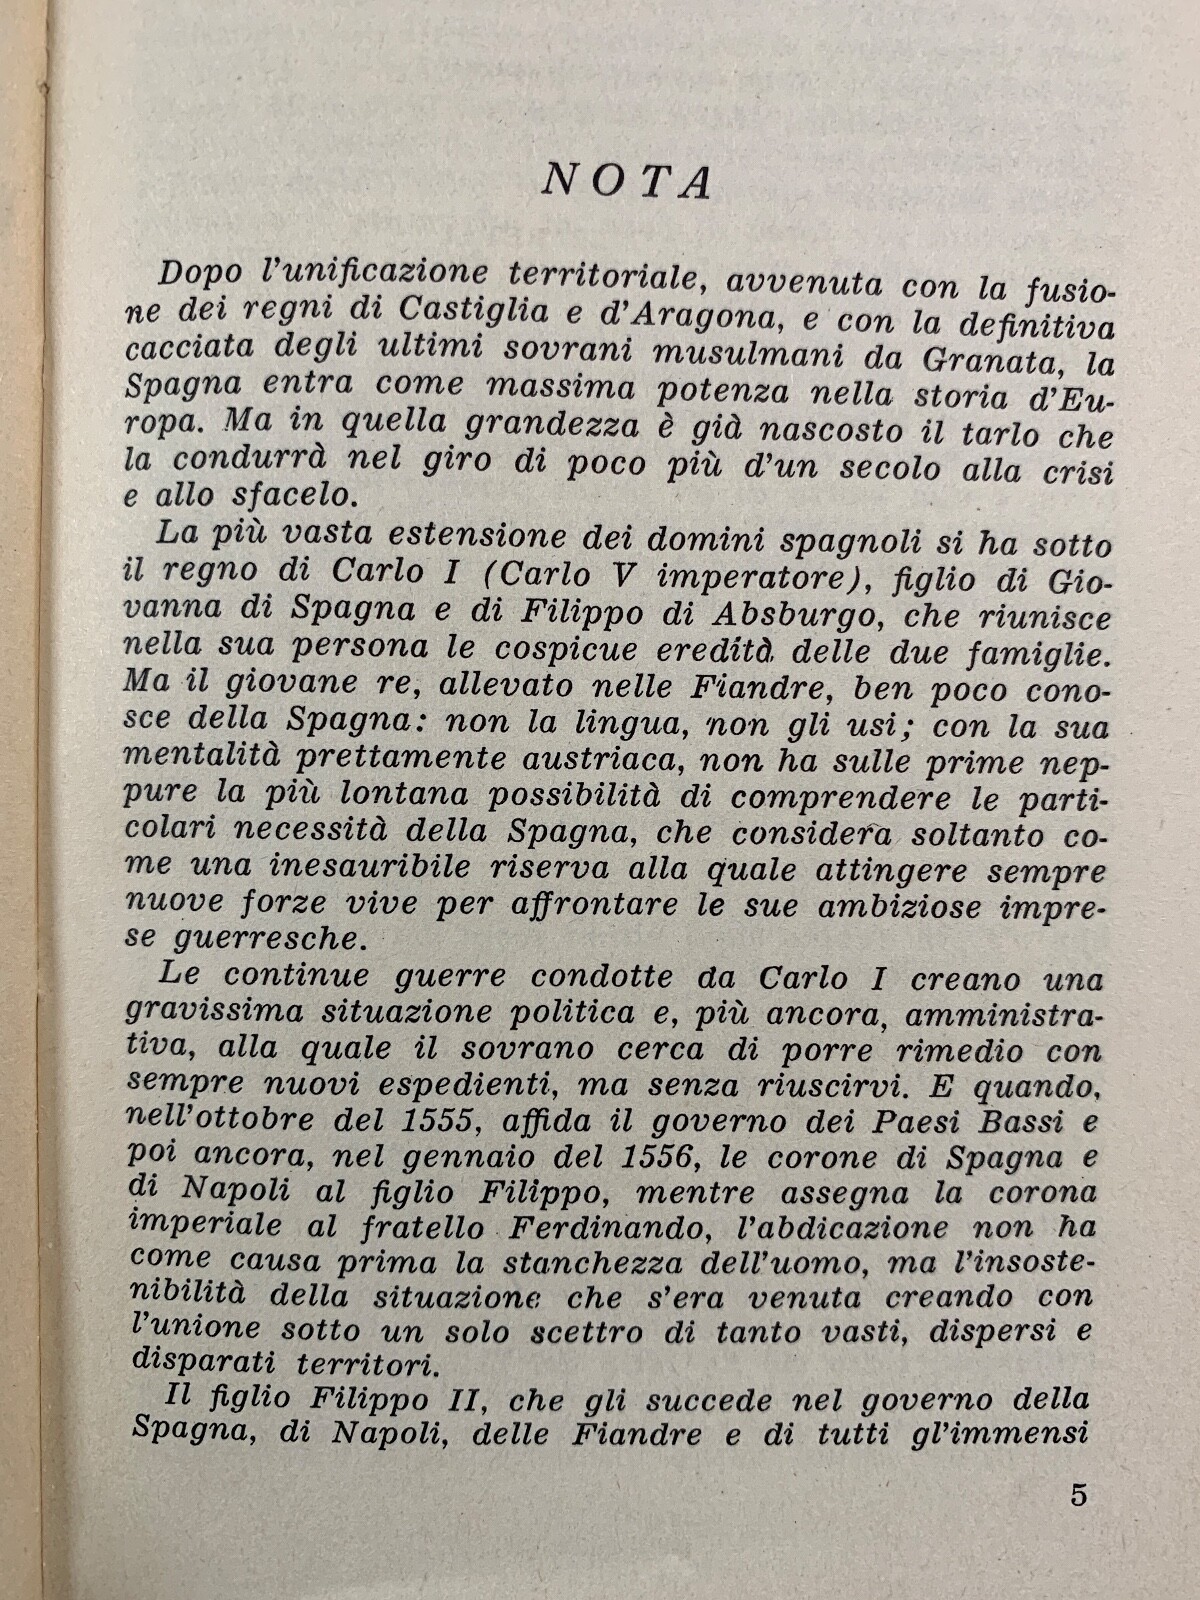 NOTA
Dopo l'unificazione territoriale, avvenuta con la fusio-
ne dei regni di Castiglia e d'Aragona, e con la definitiva
cacciata degli ultimi sovrani musulmani da Granata, la
Spagna entra come massima potenza nella storia d'Eu-
ropa. Ma in quella grandezza è già nascosto il tarlo che
la condurrà nel giro di poco più d'un secolo alla crisi
e allo sfacelo.
La più vasta estensione dei domini spagnoli si ha sotto
il regno di Carlo I (Carlo V imperatore), figlio di Gio-
vanna di Spagna e di Filippo di Absburgo, che riunisce
nella sua persona le cospicue eredità delle due famiglie.
Ma il giovane re, allevato nelle Fiandre, ben poco cono-
sce della Spagna: non la lingua, non gli usi; con la sua
mentalità prettamente austriaca, non ha sulle prime nep-
pure la più lontana possibilità di comprendere le parti-
colari necessità della Spagna, che considera soltanto co-
me una inesauribile riserva alla quale attingere sempre
nuove forze vive per affrontare le sue ambiziose impre-
se guerresche.
Le continue guerre condotte da Carlo I creano una
gravissima situazione politica e, più ancora, amministra-
tiva, alla quale il sovrano cerca di porre rimedio con
sempre nuovi espedienti, ma senza riuscirvi. E quando,
nell'ottobre del 1555, affida il governo dei Paesi Bassi e
poi ancora, nel gennaio del 1556, le corone di Spagna e
di Napoli al figlio Filippo, mentre assegna la corona
imperiale al fratello Ferdinando, l'abdicazione non ha
come causa prima la stanchezza dell'uomo, ma l'insoste-
nibilità della situazione che s'era venuta creando con
l'unione sotto un solo scettro di tanto vasti, dispersi e
disparati territori.
Il figlio Filippo II, che gli succede nel governo della
Spagna, di Napoli, delle Fiandre e di tutti gl'immensi
5